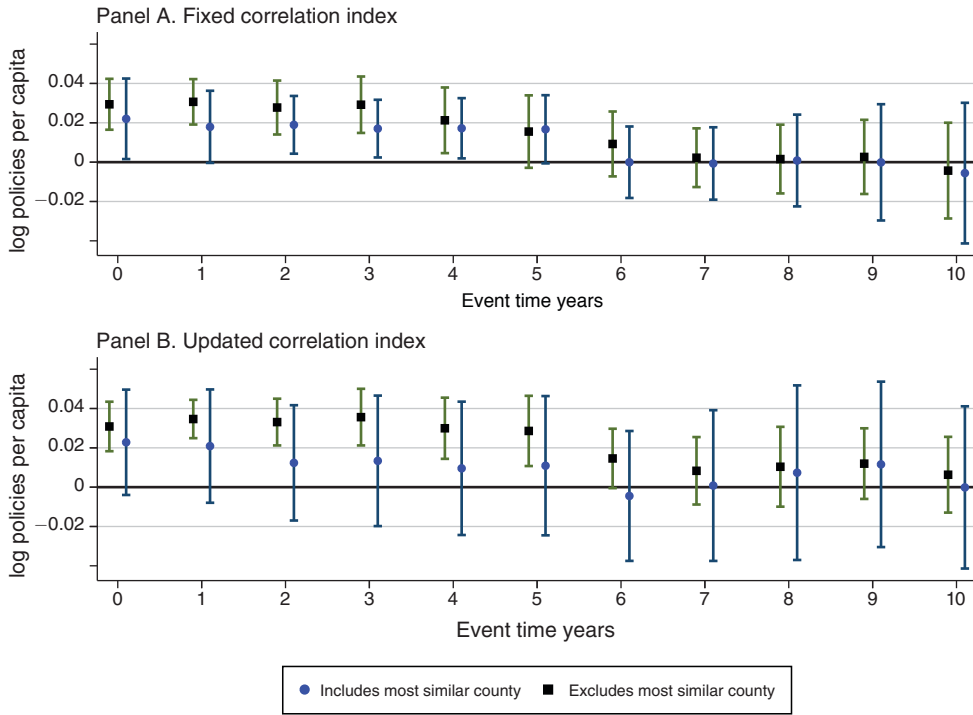 Panel A. Fixed correlation index
log policies per capita
0.04
0.02
0
−0.02
0 1 2 3 4 5 6 7 8 9 10
Event time years
Panel B. Updated correlation index
log policies per capita
0.04
0.02
0
−0.02
0 1 2 3 4 5 6 7 8 9 10
Event time years
Includes most similar county Excludes most similar county